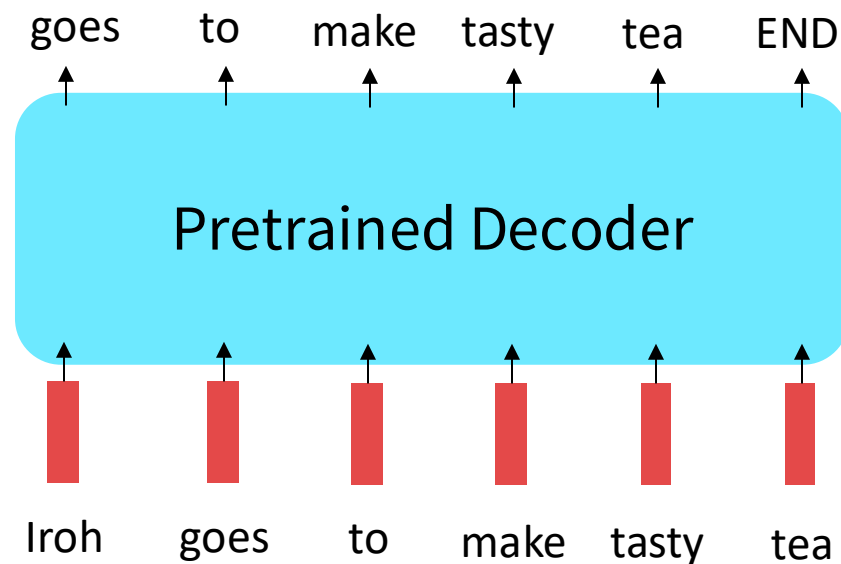 goes to make tasty tea END
Pretrained Decoder
Iroh goes to make tasty tea